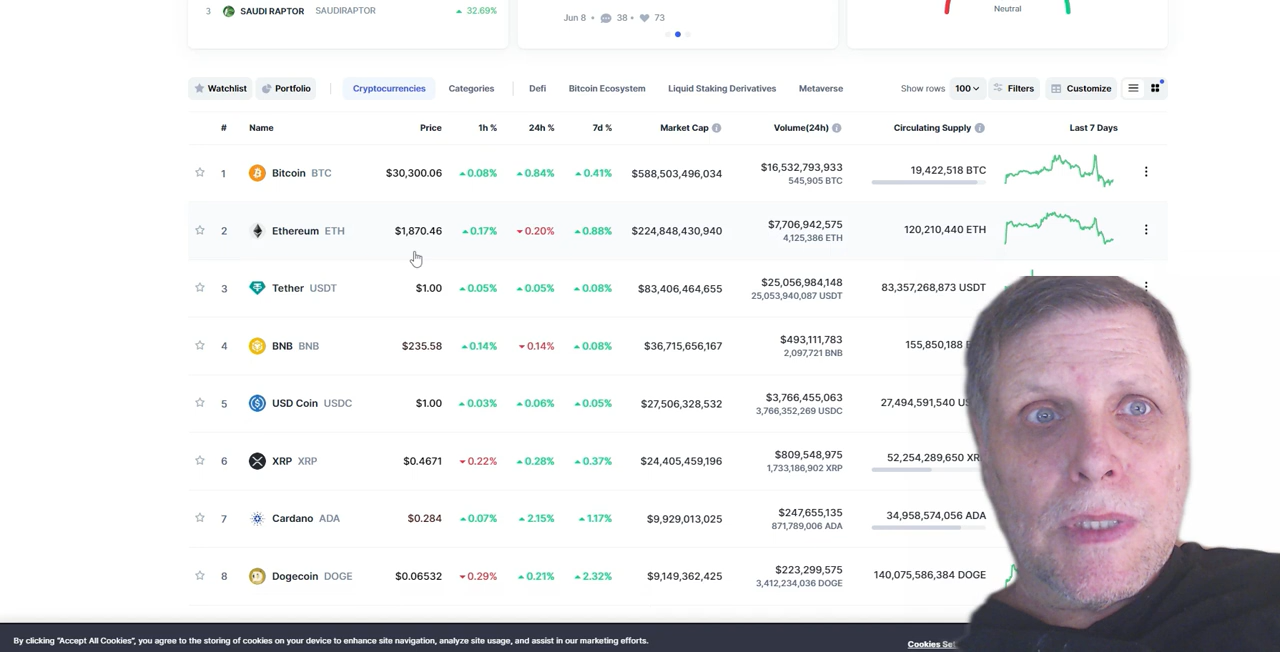 3 SAUDI RAPTOR SAUDIRAPTOR 32.69%
Jun 8 • 38 • 73
Neutral
Watchlist Portfolio Cryptocurrencies Categories Defi Bitcoin Ecosystem Liquid Staking Derivatives Metaverse Show rows 100 Filters Customize
# Name Price 1h % 24h % 7d % Market Cap Volume(24h) Circulating Supply Last 7 Days
1 Bitcoin BTC $30,300.06 0.08% 0.84% 0.41% $588,503,496,034 $16,532,793,933 19,422,518 BTC
545,905 BTC
2 Ethereum ETH $1,870.46 0.17% 0.20% 0.88% $224,848,430,940 $7,706,942,575 120,210,440 ETH
4,125,386 ETH
3 Tether USDT $1.00 0.05% 0.05% 0.08% $83,406,464,655 $25,056,984,148 83,357,268,873 USDT
25,053,940,087 USDT
4 BNB BNB $235.58 0.14% 0.14% 0.08% $36,715,656,167 $493,111,783 155,850,188
2,097,721 BNB
5 USD Coin USDC $1.00 0.03% 0.06% 0.05% $27,506,328,532 $3,766,455,063 27,494,591,540
3,766,352,269 USDC
6 XRP XRP $0.4671 0.22% 0.28% 0.37% $24,405,459,196 $809,548,975 52,254,289,650
1,733,186,902 XRP
7 Cardano ADA $0.284 0.07% 2.15% 1.17% $9,929,013,025 $247,655,135 34,958,574,056 ADA
871,789,006 ADA
8 Dogecoin DOGE $0.06532 0.29% 0.21% 2.32% $9,149,362,425 $223,299,575 140,075,586,384 DOGE
3,412,234,036 DOGE
By clicking "Accept All Cookies", you agree to the storing of cookies on your device to enhance site navigation, analyze site usage, and assist in our marketing efforts.
Cookies